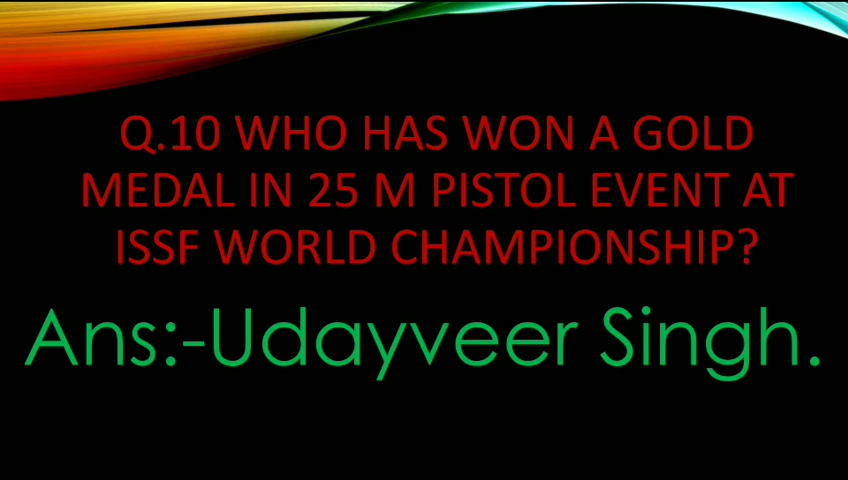 Q.10 WHO HAS WON A GOLD
MEDAL IN 25 M PISTOL EVENT AT
ISSF WORLD CHAMPIONSHIP?
Ans:-Udayveer Singh.